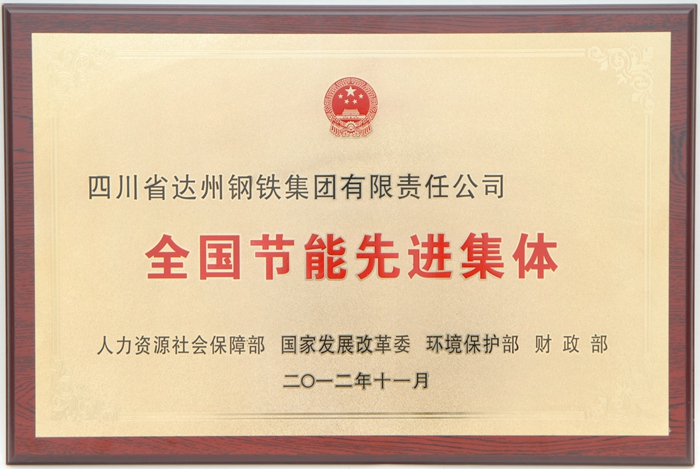 四川省达州钢铁集团有限责任公司
全国节能先进集体
人力资源社会保障部 国家发展改革委 环境保护部 财政部
二〇一二年十一月